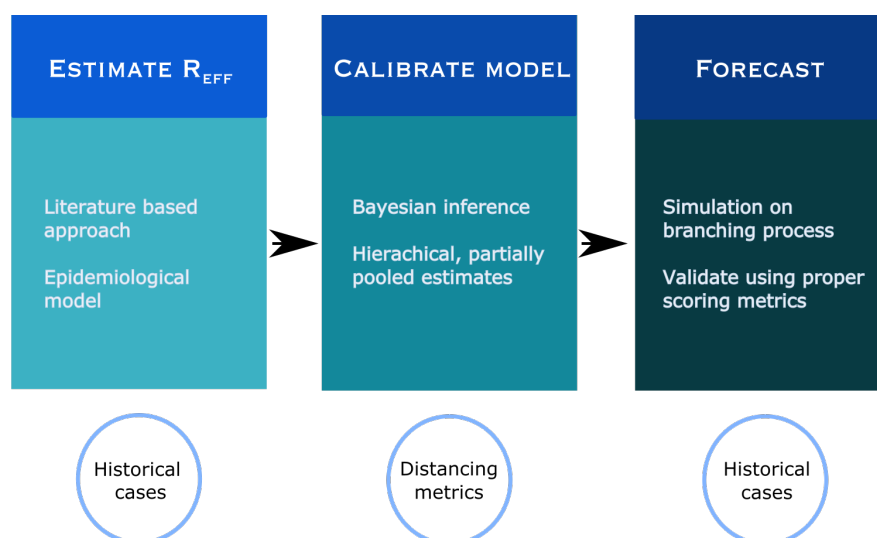 ESTIMATE REFF
Literature based
approach
Epidemiological
model
CALIBRATE MODEL
Bayesian inference
Hierachical, partially
pooled estimates
FORECAST
Simulation on
branching process
Validate using proper
scoring metrics
Historical
cases
Distancing
metrics
Historical
cases